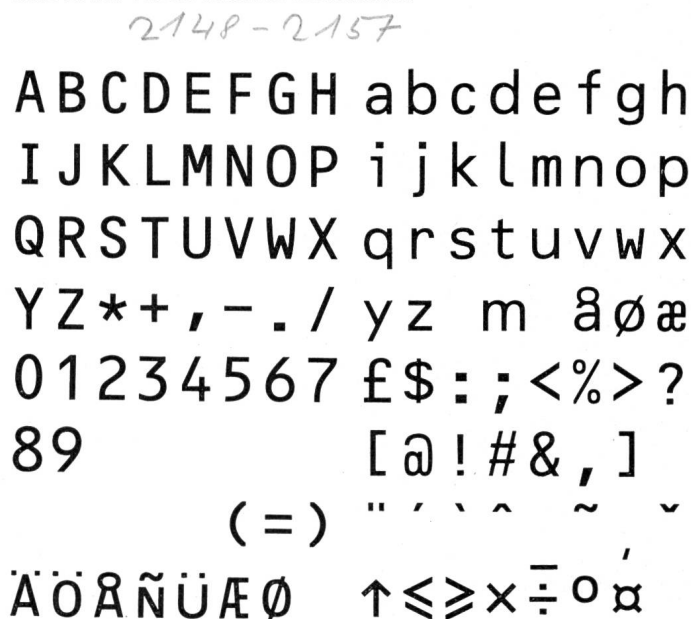 2148-2157
ABCDEFGH abcdefgh
IJKLMNOP ijklmnop
QRSTUVWX qrstuvwx
YZ*+,-./ yz m åøæ
01234567 £$:;<%>?
89 [@!#&,]
(=) ¨ ´ ` ^ ~ ˇ
ÄÖÅÑÜÆØ ↑≤≥×÷º¤